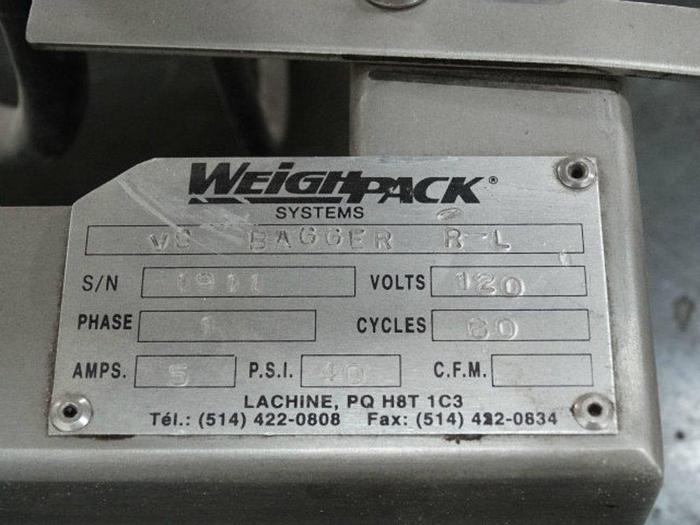 WEIGHPACK®
SYSTEMS
VS BAGGER R-L
S/N 1911 VOLTS 120
PHASE 1 CYCLES 60
AMPS. 5 P.S.I. 40 C.F.M.
LACHINE, PQ H8T 1C3
Tél.: (514) 422-0808 Fax: (514) 422-0834